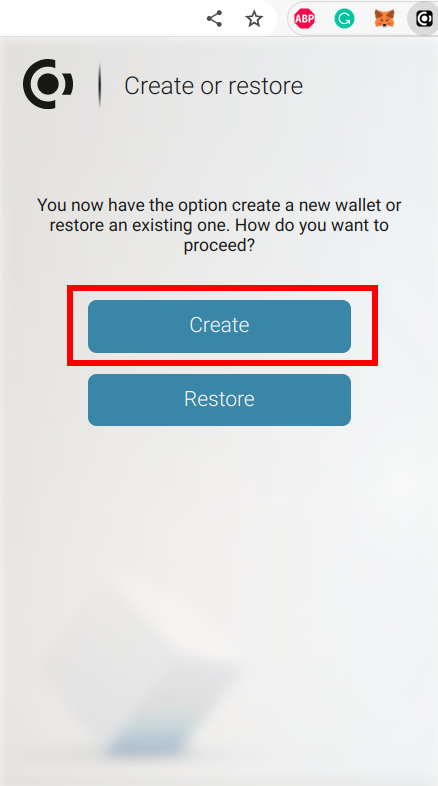 ABP
Create or restore
You now have the option create a new wallet or
restore an existing one. How do you want to
proceed?
Create
Restore